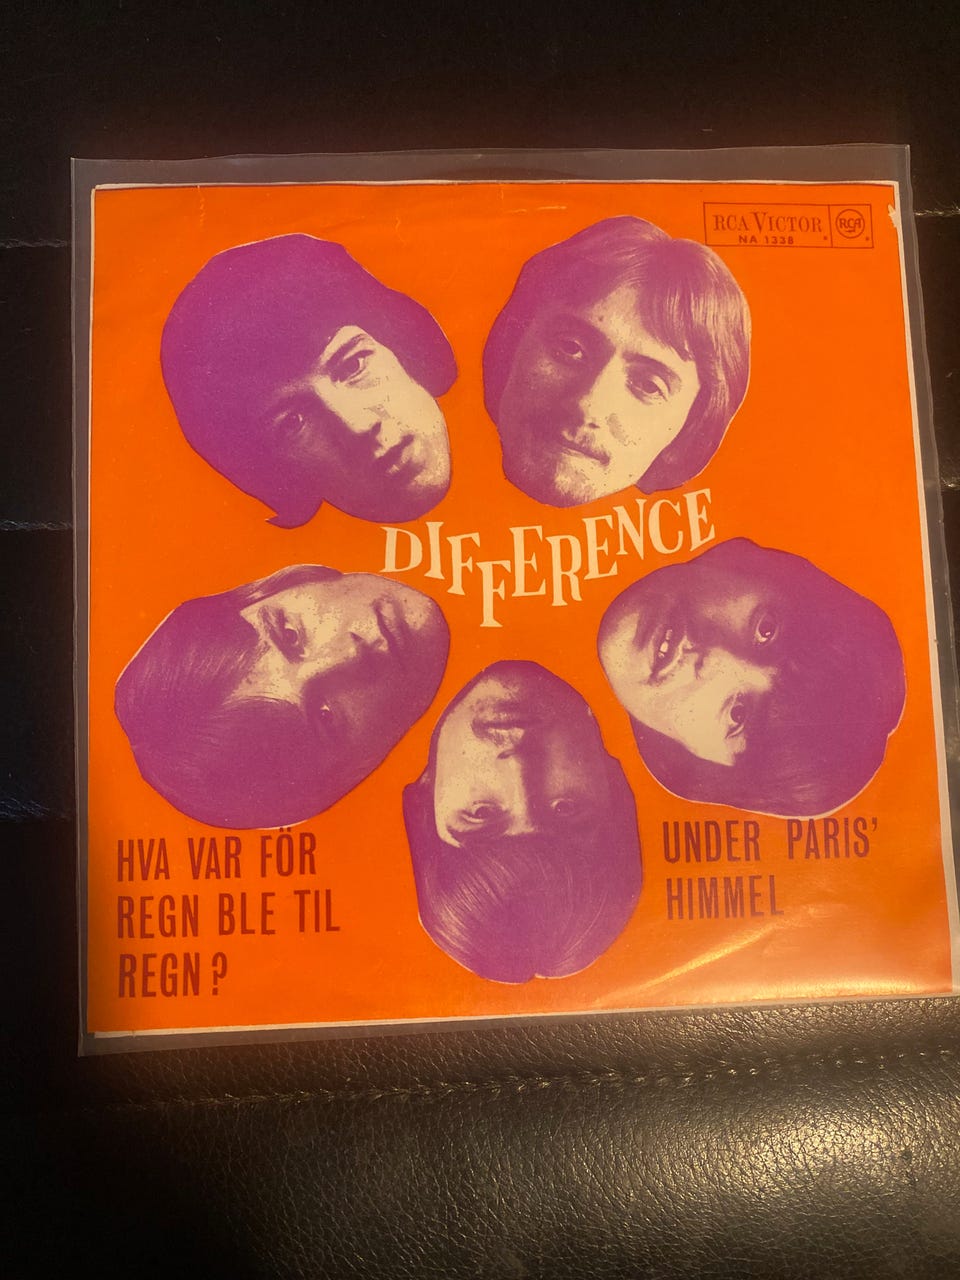 RCA VICTOR RCA
NA 1338
DIFFERENCE
HVA VAR FÖR
REGN BLE TIL
REGN?
UNDER PARIS'
HIMMEL